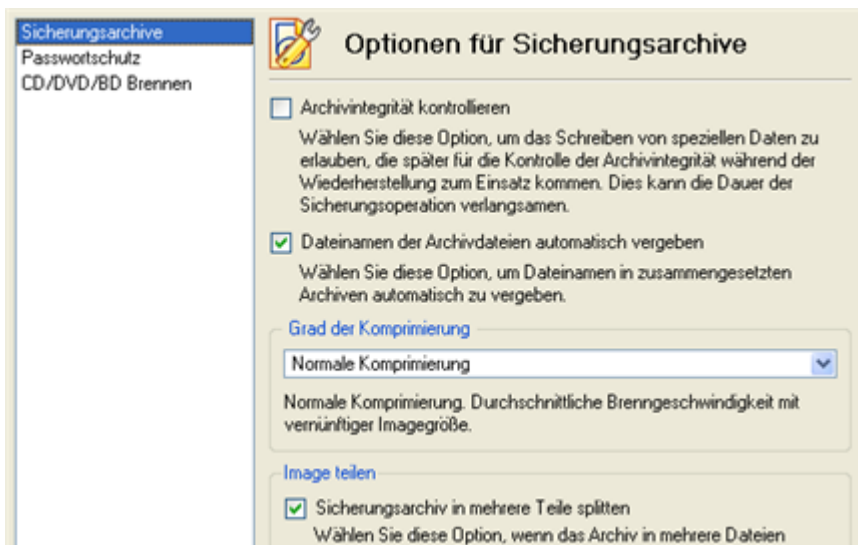 Sicherungsarchive
Passwortschutz
CD/DVD/BD Brennen
Optionen für Sicherungsarchive
Archivintegrität kontrollieren
Wählen Sie diese Option, um das Schreiben von speziellen Daten zu
erlauben, die später für die Kontrolle der Archivintegrität während der
Wiederherstellung zum Einsatz kommen. Dies kann die Dauer der
Sicherungsoperation verlangsamen.
Dateinamen der Archivdateien automatisch vergeben
Wählen Sie diese Option, um Dateinamen in zusammengesetzten
Archiven automatisch zu vergeben.
Grad der Komprimierung
Normale Komprimierung
Normale Komprimierung. Durchschnittliche Brenngeschwindigkeit mit
vernünftiger Imagegröße.
Image teilen
Sicherungsarchiv in mehrere Teile splitten
Wählen Sie diese Option, wenn das Archiv in mehrere Dateien